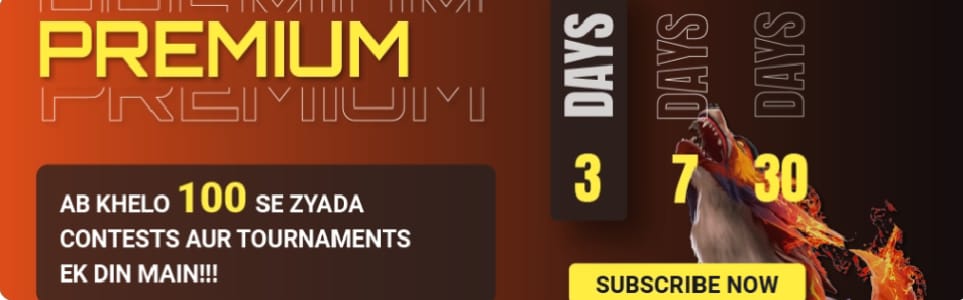 PREMIUM
PREMIUM
PREMIUM
AB KHELO 100 SE ZYADA
CONTESTS AUR TOURNAMENTS
EK DIN MAIN!!!
DAYS DAYS DAYS
3 7 30
SUBSCRIBE NOW